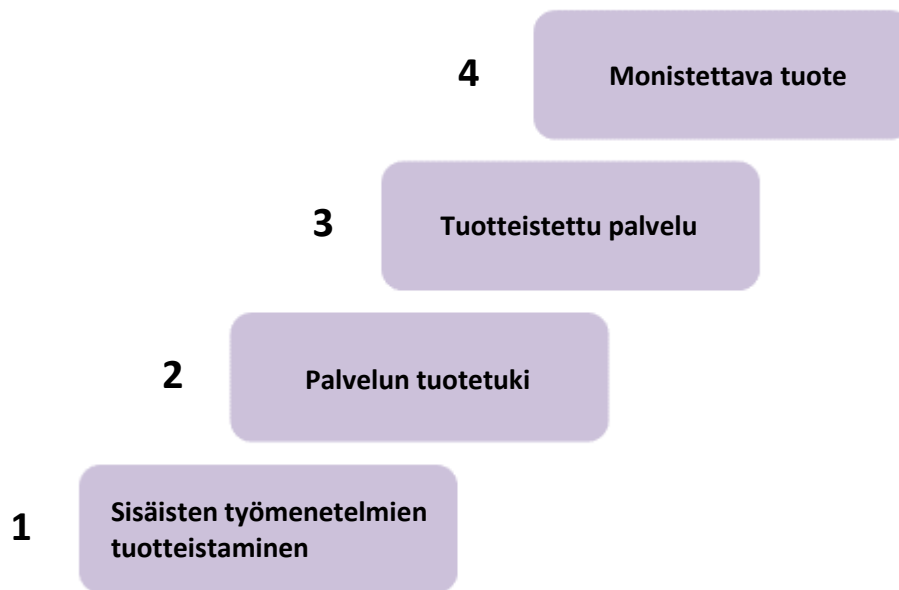 4
Monistettava tuote
3
Tuotteistettu palvelu
2
Palvelun tuotetuki
1
Sisäisten työmenetelmien
tuotteistaminen